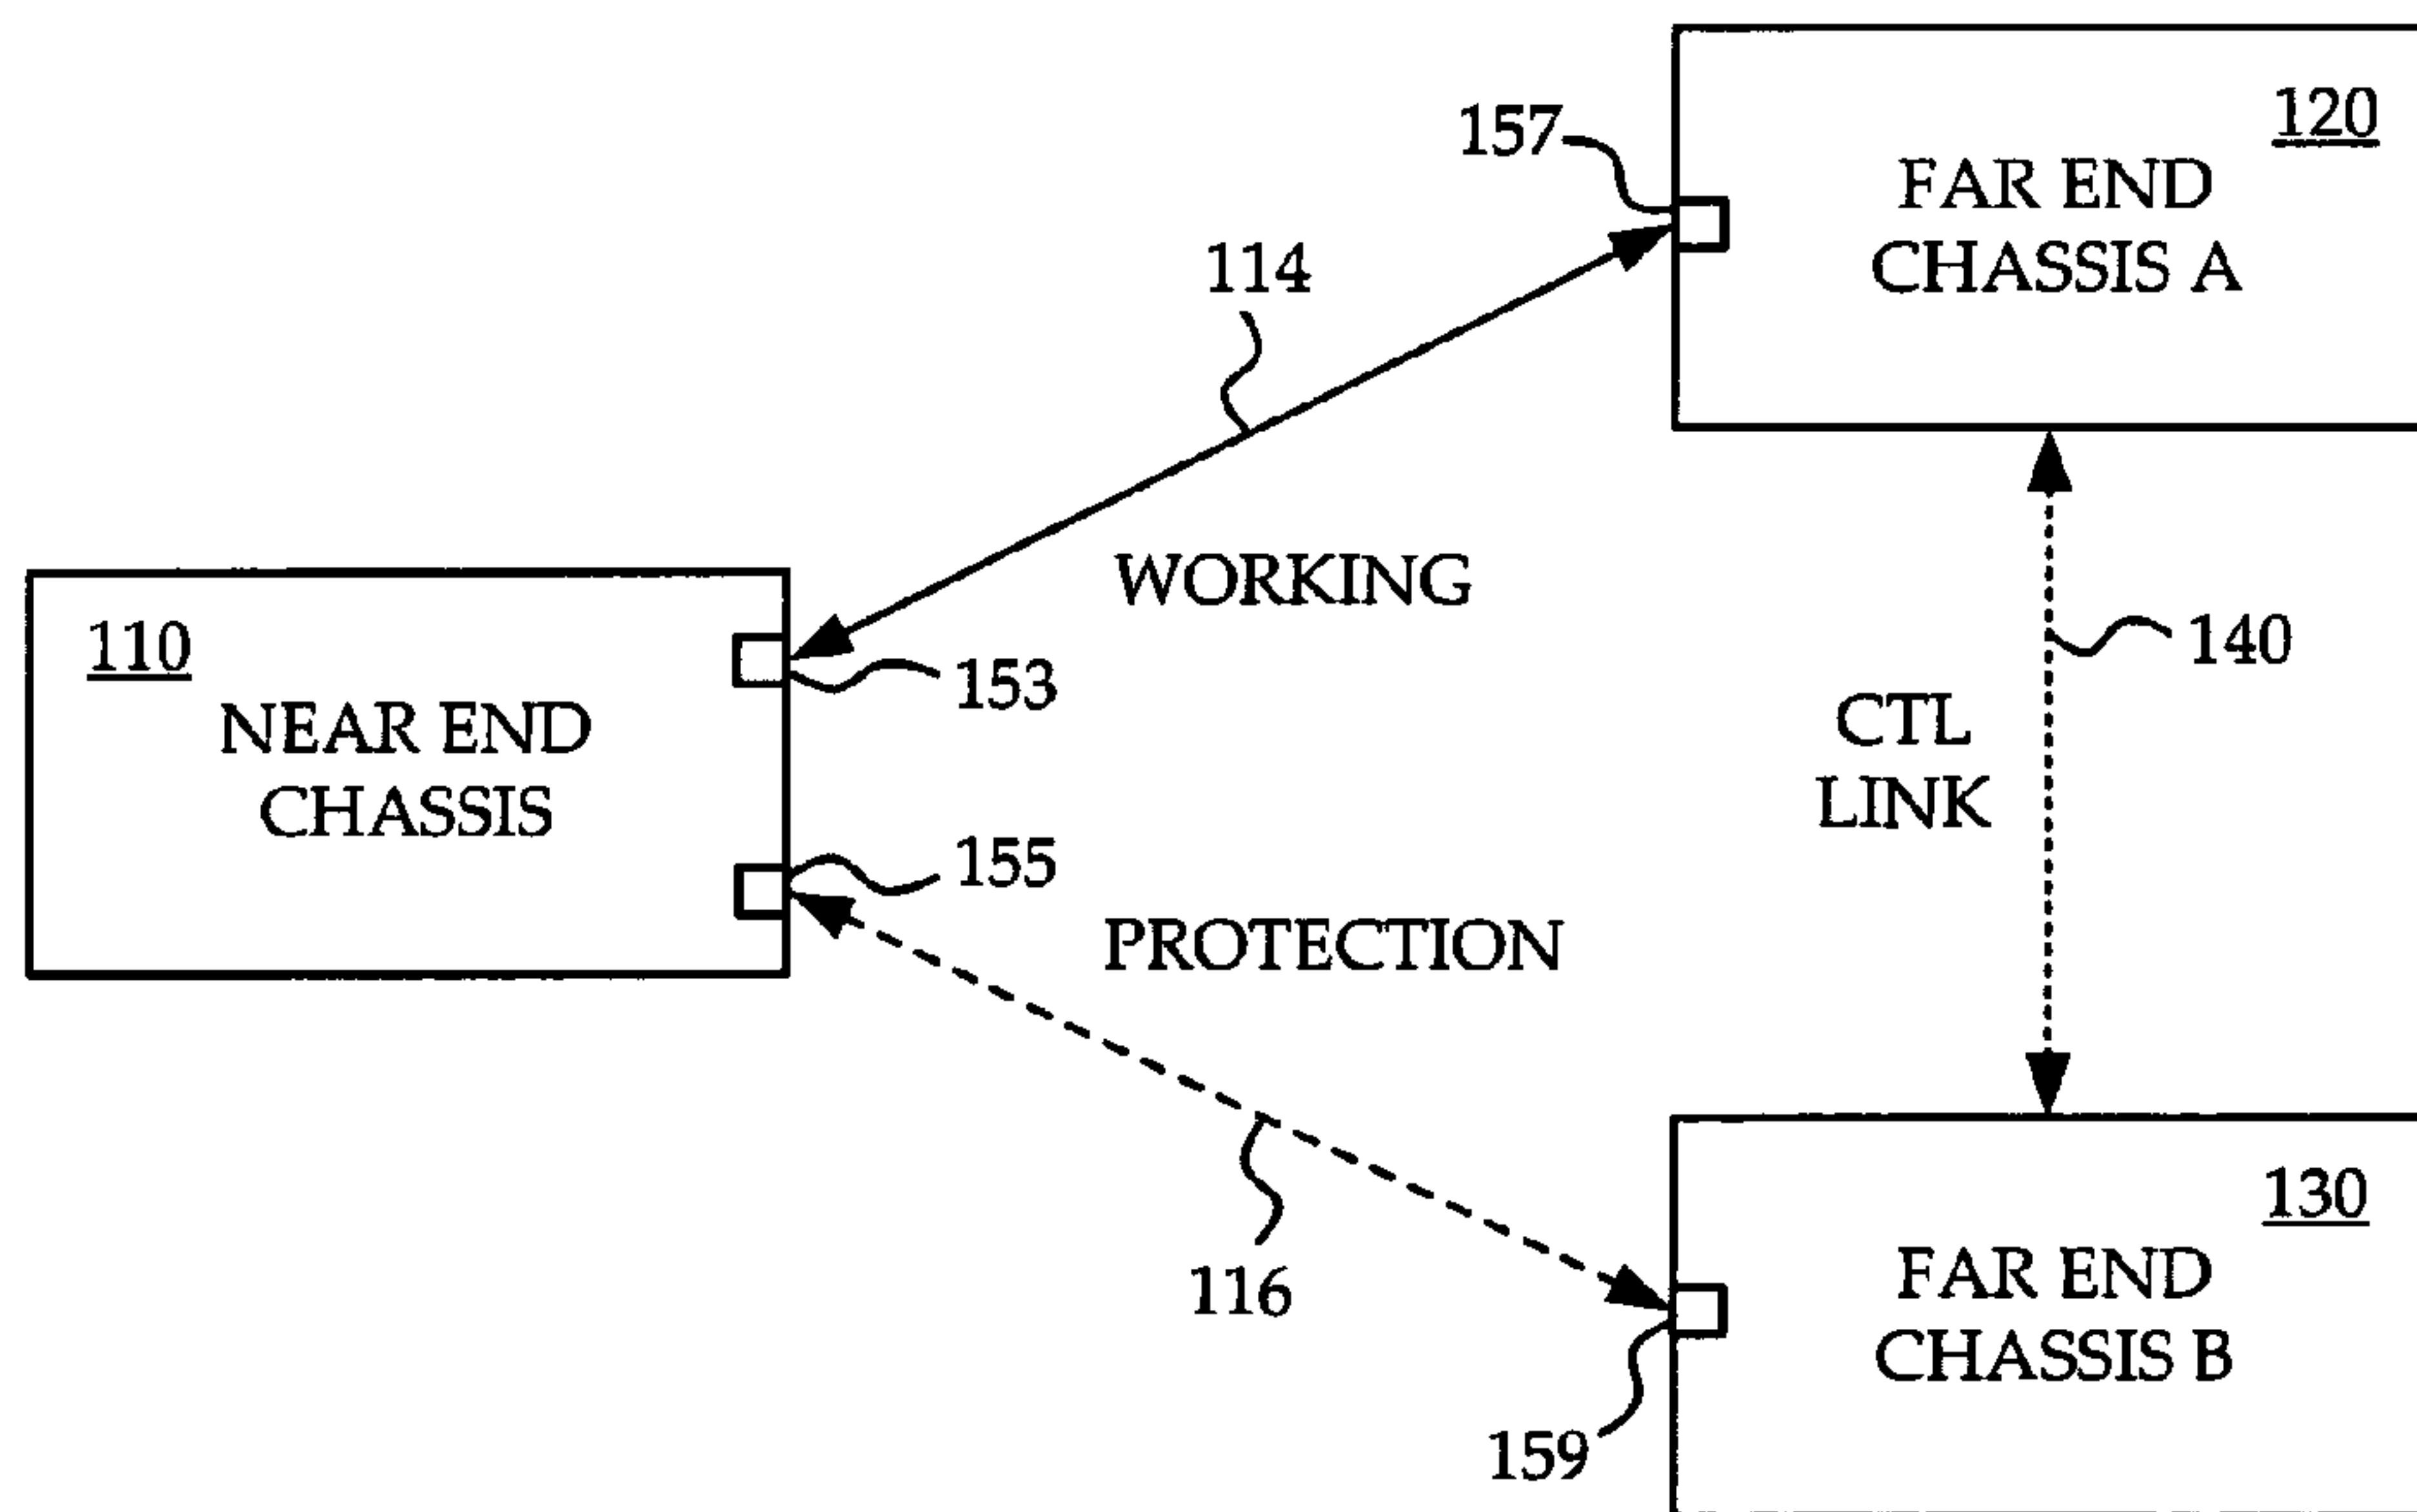 120
FAR END
CHASSIS A
157
114
WORKING
110
NEAR END
CHASSIS
153
140
CTL
LINK
155
PROTECTION
116
130
FAR END
CHASSIS B
159